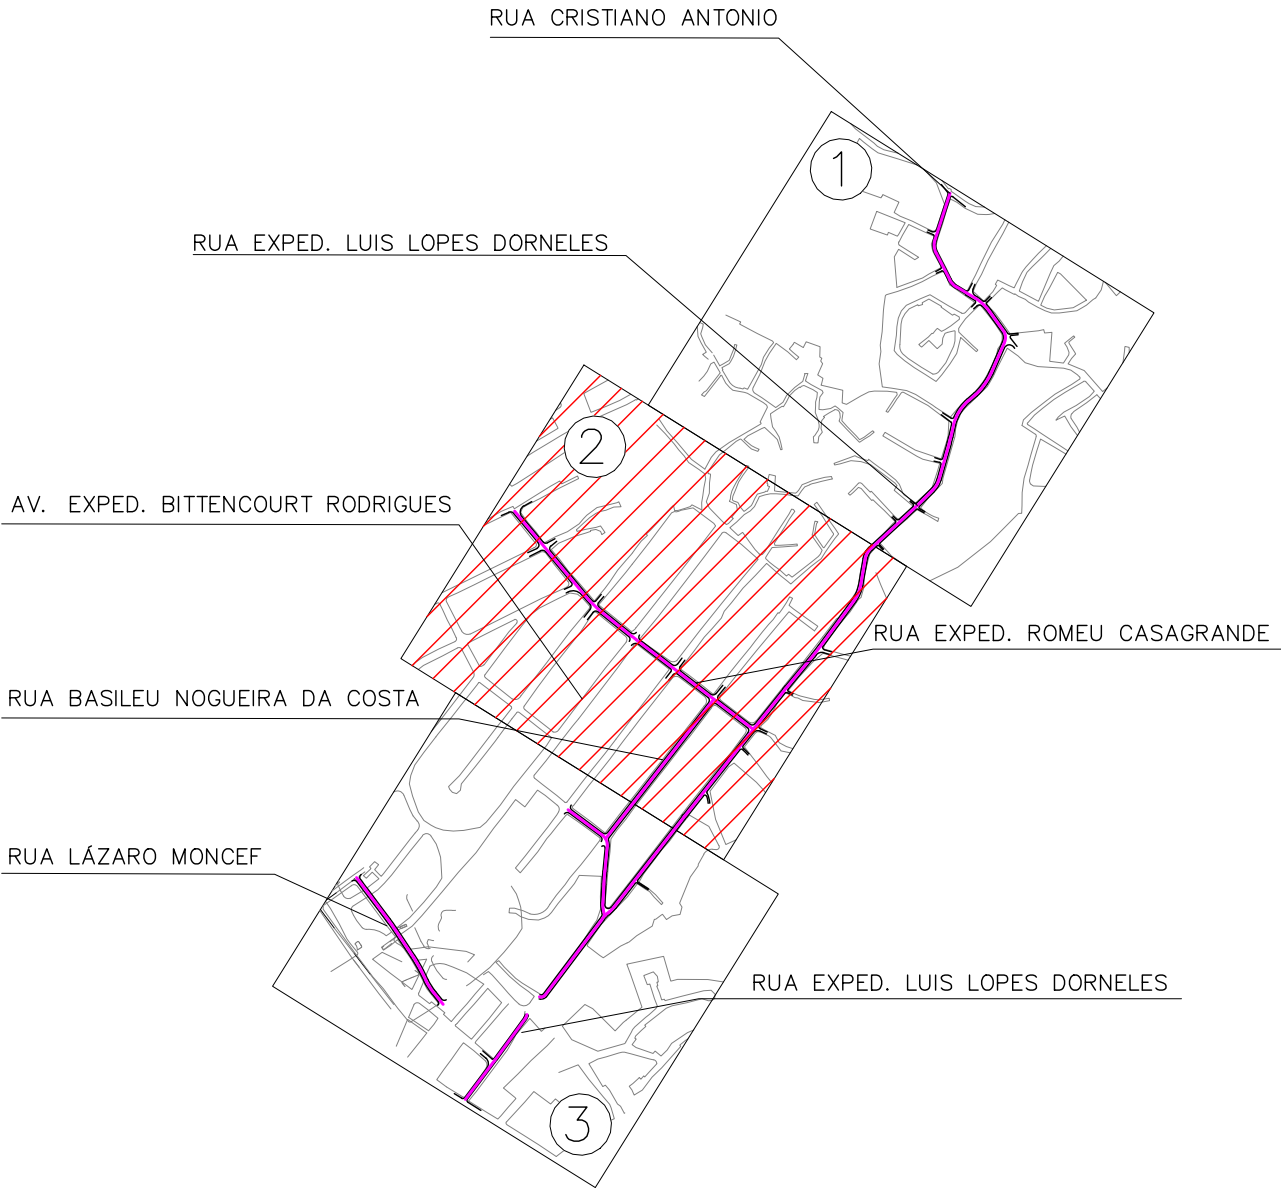 RUA CRISTIANO ANTONIO
1
RUA EXPED. LUIS LOPES DORNELES
2
AV. EXPED. BITTENCOURT RODRIGUES
RUA EXPED. ROMEU CASAGRANDE
RUA BASILEU NOGUEIRA DA COSTA
RUA LÁZARO MONCEF
RUA EXPED. LUIS LOPES DORNELES
3